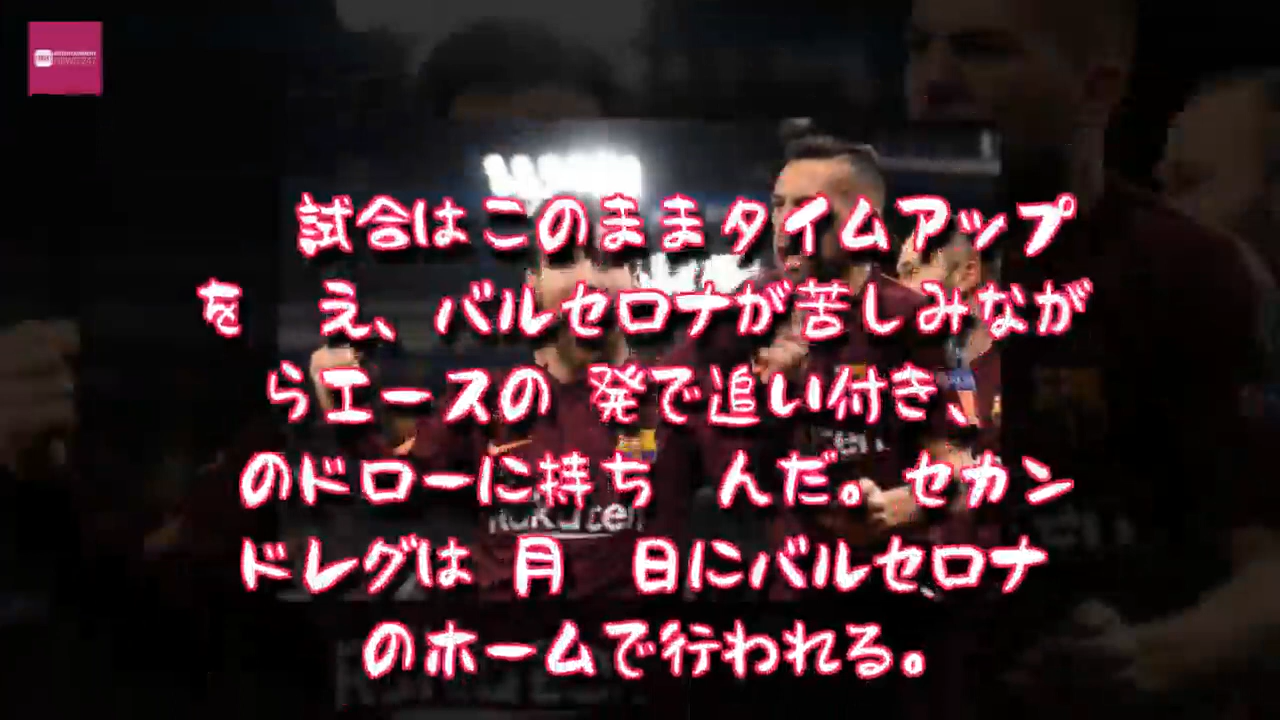 試合はこのままタイムアップ
を　え、バルセロナが苦しみなが
らエースの 発で追い付き、
のドローに持ち　んだ。セカン
ドレグは 月　日にバルセロナ
のホームで行われる。
Rakuten